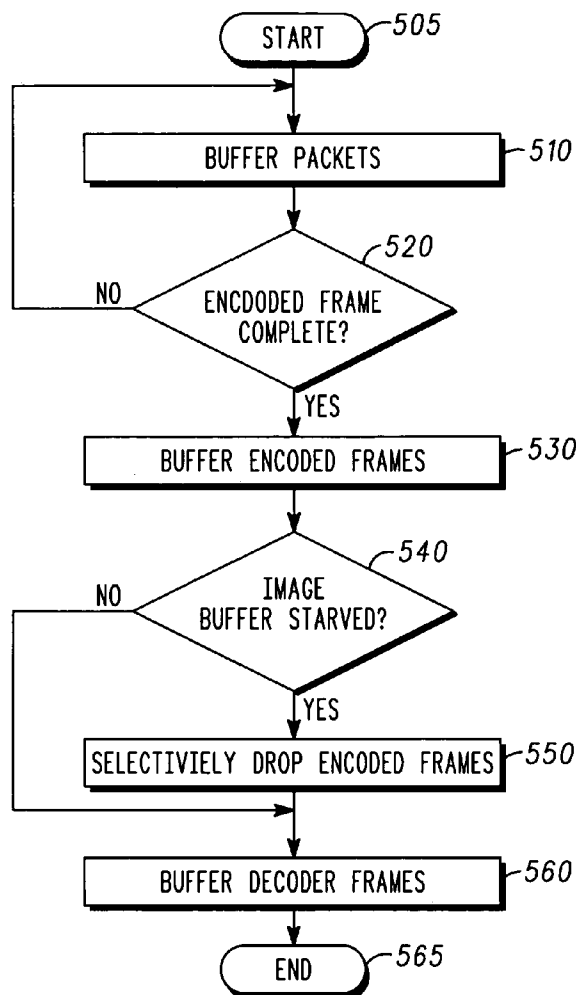 START
505
BUFFER PACKETS
510
520
ENCDODED FRAME
COMPLETE?
NO
YES
BUFFER ENCODED FRAMES
530
540
IMAGE
BUFFER STARVED?
NO
YES
SELECTIVIELY DROP ENCODED FRAMES
550
BUFFER DECODER FRAMES
560
END
565